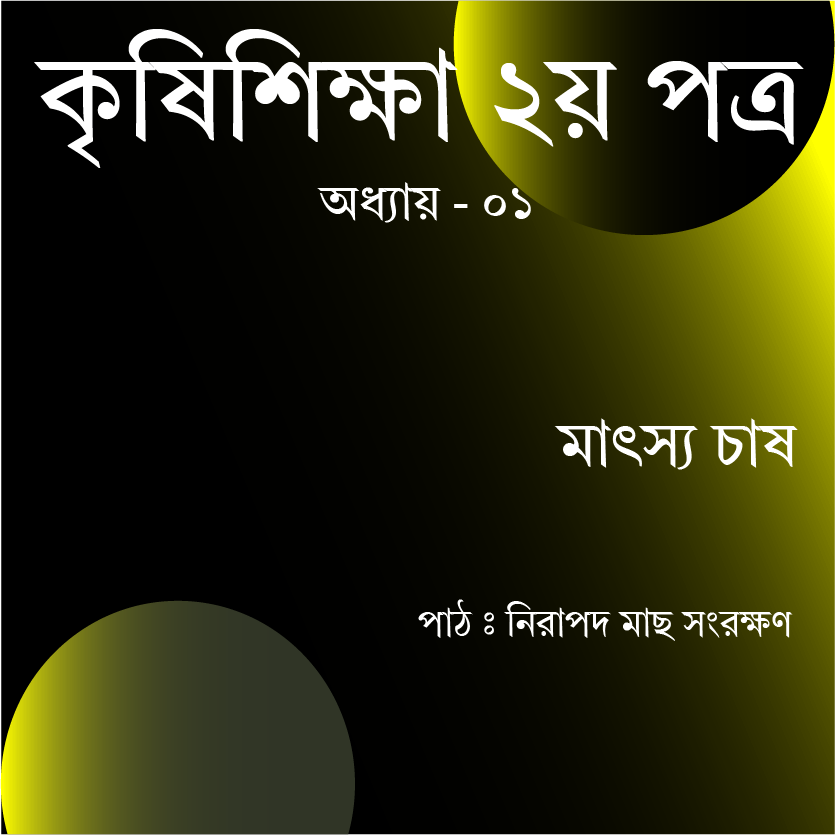 কৃষিশিক্ষা ২য় পত্র
অধ্যায় - ০১
মাৎস্য চাষ
পাঠ ঃ নিরাপদ মাছ সংরক্ষণ